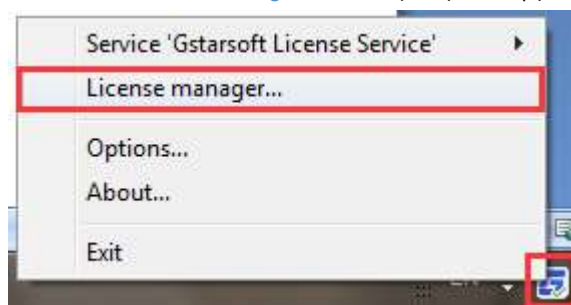 Service 'Gstarsoft License Service'
License manager...
Options...
About...
Exit